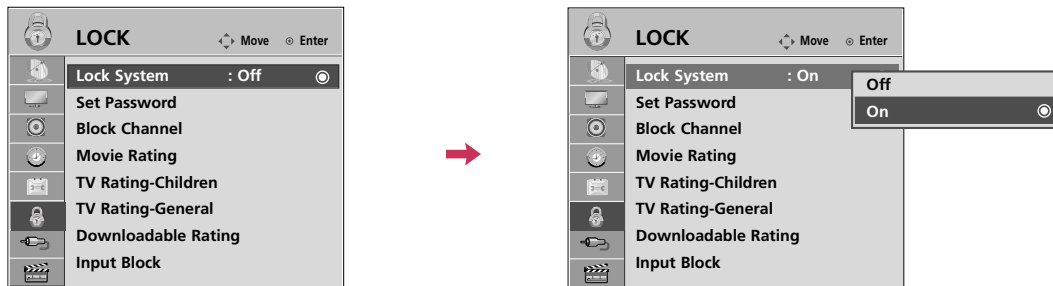 LOCK Move Enter
Lock System : Off
Set Password
Block Channel
Movie Rating
TV Rating-Children
TV Rating-General
Downloadable Rating
Input Block
LOCK Move Enter
Lock System : On
Off
On
Set Password
Block Channel
Movie Rating
TV Rating-Children
TV Rating-General
Downloadable Rating
Input Block